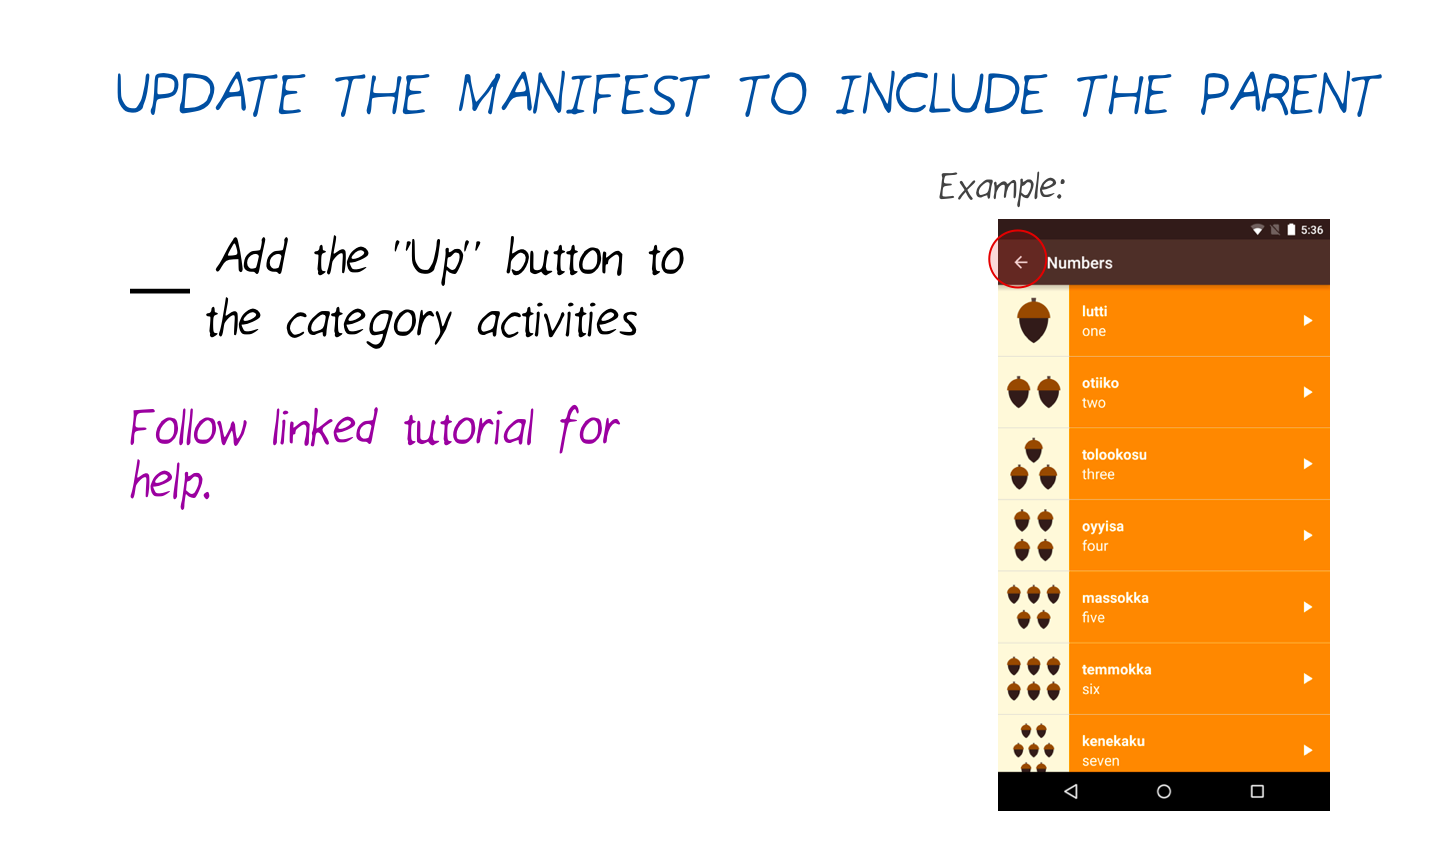 UPDATE THE MANIFEST TO INCLUDE THE PARENT
Example:
Add the "Up" button to
the category activities
Follow linked tutorial for
help.
5:36
Numbers
lutti
one
otiiko
two
tolookosu
three
oyyisa
four
massokka
five
temmokka
six
kenekaku
seven